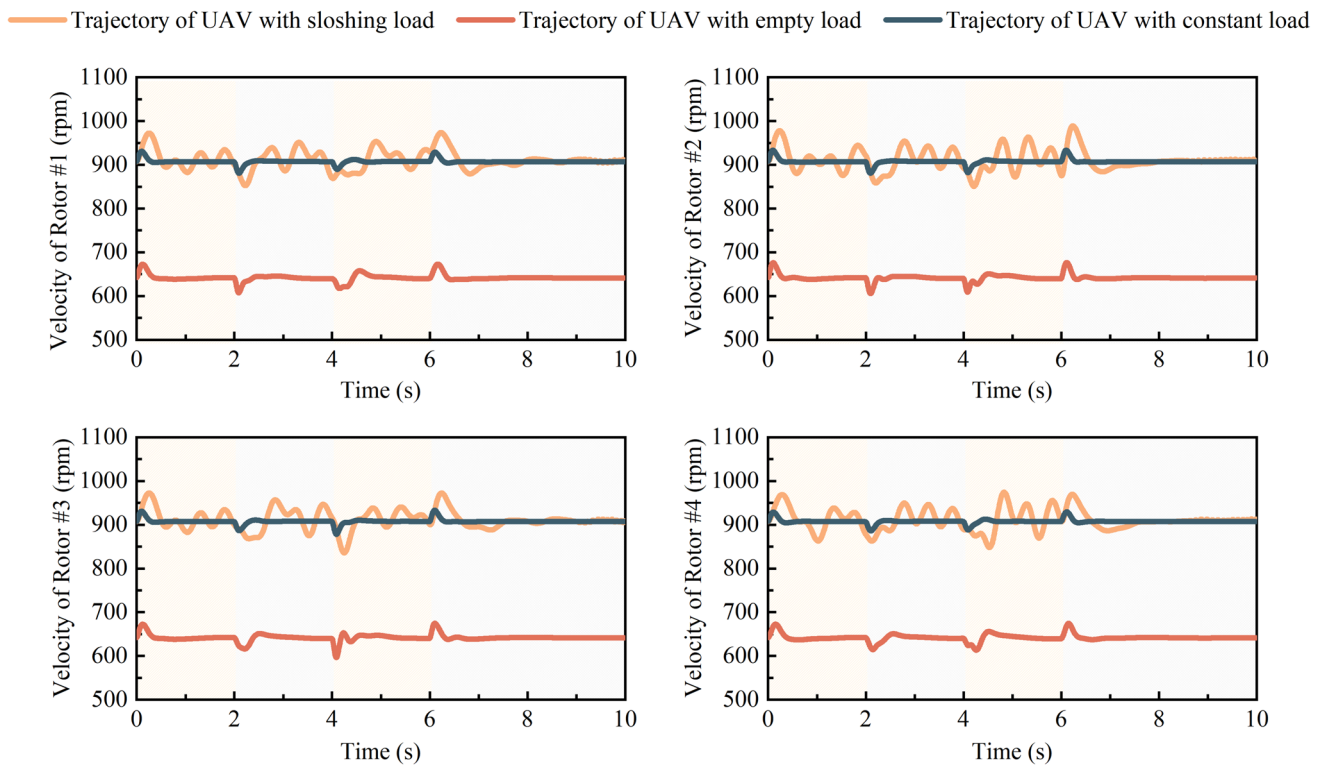 Trajectory of UAV with sloshing load Trajectory of UAV with empty load Trajectory of UAV with constant load
Velocity of Rotor #1 (rpm)
1100
1000
900
800
700
600
500
0 2 4 6 8 10
Time (s)
Velocity of Rotor #2 (rpm)
1100
1000
900
800
700
600
500
0 2 4 6 8 10
Time (s)
Velocity of Rotor #3 (rpm)
1100
1000
900
800
700
600
500
0 2 4 6 8 10
Time (s)
Velocity of Rotor #4 (rpm)
1100
1000
900
800
700
600
500
0 2 4 6 8 10
Time (s)